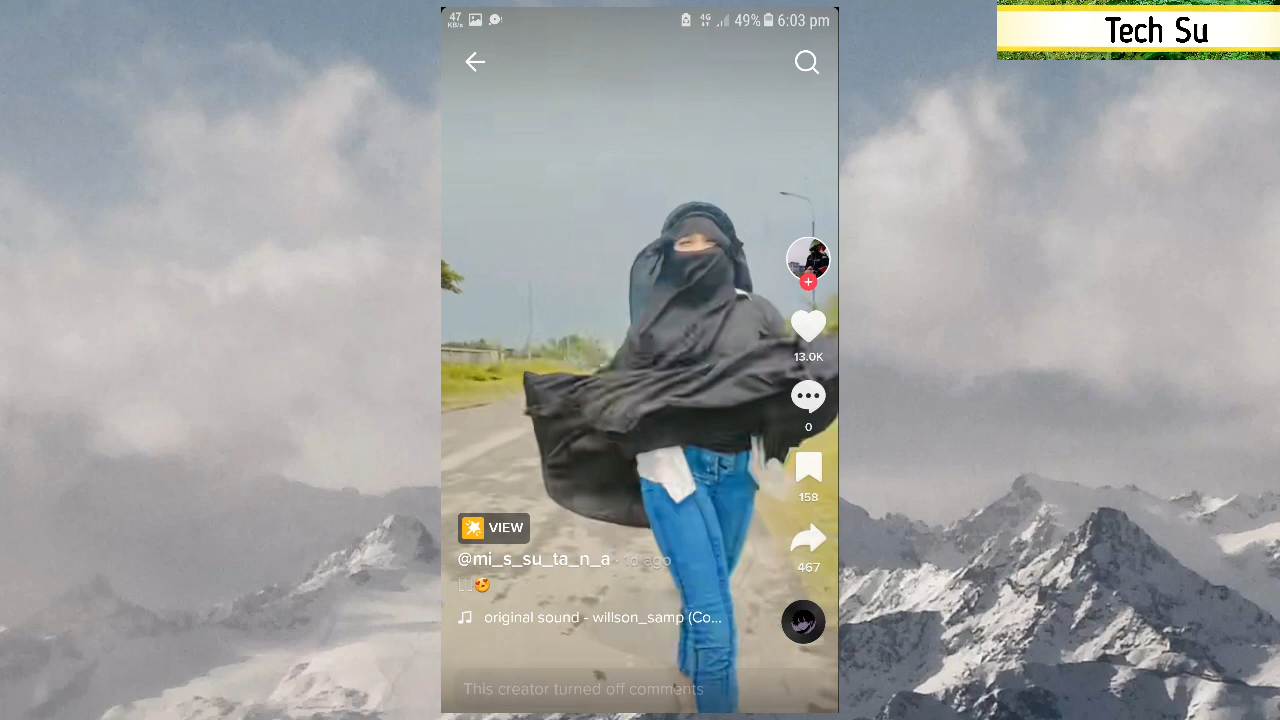 47
KB/s
4G
49%
6:03 pm
Tech Su
13.0K
0
158
467
VIEW
@mi_s_su_ta_n_a · 1d ago
😍
original sound - willson_samp (Co...
This creator turned off comments